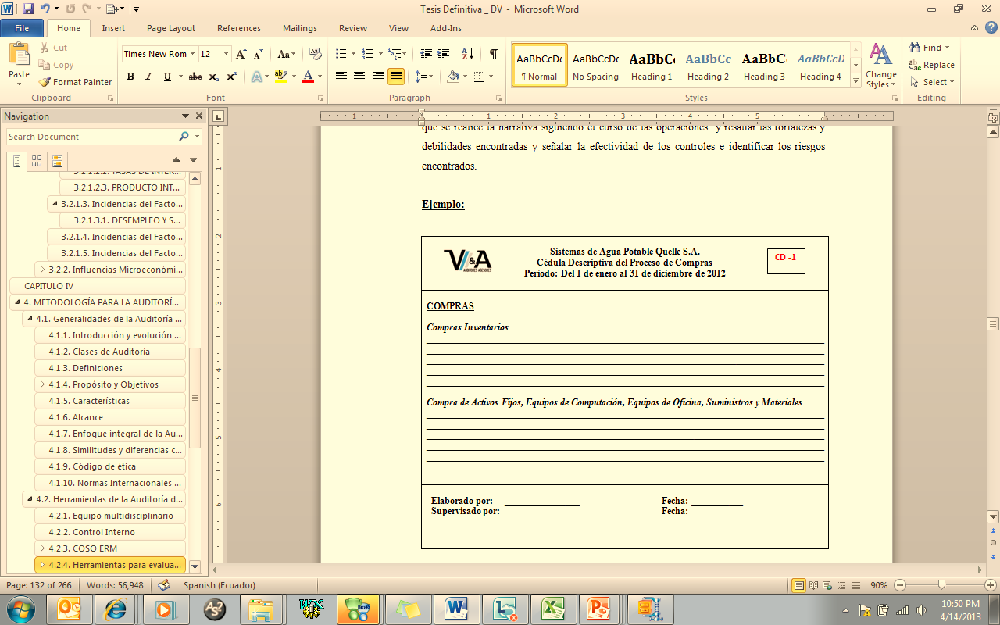 Tesis Definitiva _ DV - Microsoft Word
File Home Insert Page Layout References Mailings Review View Add-Ins
Paste
Cut
Copy
Format Painter
Clipboard
Times New Rom 12
Font
Paragraph
AaBbCcDc AaBbCcDc AaBbC AaBbCc AaBbCc AaBbCcD
¶ Normal No Spacing Heading 1 Heading 2 Heading 3 Heading 4
Change Styles
Styles
Find
Replace
Select
Editing
Navigation
Search Document
3.2.1.2.2. TASAS DE INTER...
3.2.1.2.3. PRODUCTO INT...
3.2.1.3. Incidencias del Facto...
3.2.1.3.1. DESEMPLEO Y S...
3.2.1.4. Incidencias del Facto...
3.2.1.5. Incidencias del Facto...
3.2.2. Influencias Microeconómi...
CAPITULO IV
4. METODOLOGÍA PARA LA AUDITORÍ...
4.1. Generalidades de la Auditoría ...
4.1.1. Introducción y evolución ...
4.1.2. Clases de Auditoría
4.1.3. Definiciones
4.1.4. Propósito y Objetivos
4.1.5. Características
4.1.6. Alcance
4.1.7. Enfoque integral de la Au...
4.1.8. Similitudes y diferencias c...
4.1.9. Código de ética
4.1.10. Normas Internacionales ...
4.2. Herramientas de la Auditoría d...
4.2.1. Equipo multidisciplinario
4.2.2. Control Interno
4.2.3. COSO ERM
4.2.4. Herramientas para evalua...
que se realice la narrativa siguiendo el curso de las operaciones y resaltar las fortalezas y
debilidades encontradas y señalar la efectividad de los controles e identificar los riesgos
encontrados.
Ejemplo:
V&A
AUDITORES ASESORES
Sistemas de Agua Potable Quelle S.A.
Cédula Descriptiva del Proceso de Compras
Período: Del 1 de enero al 31 de diciembre de 2012
CD -1
COMPRAS
Compras Inventarios
Compra de Activos Fijos, Equipos de Computación, Equipos de Oficina, Suministros y Materiales
Elaborado por: Fecha:
Supervisado por: Fecha:
Page: 132 of 266 Words: 56,948 Spanish (Ecuador) 90%
10:50 PM
4/14/2013